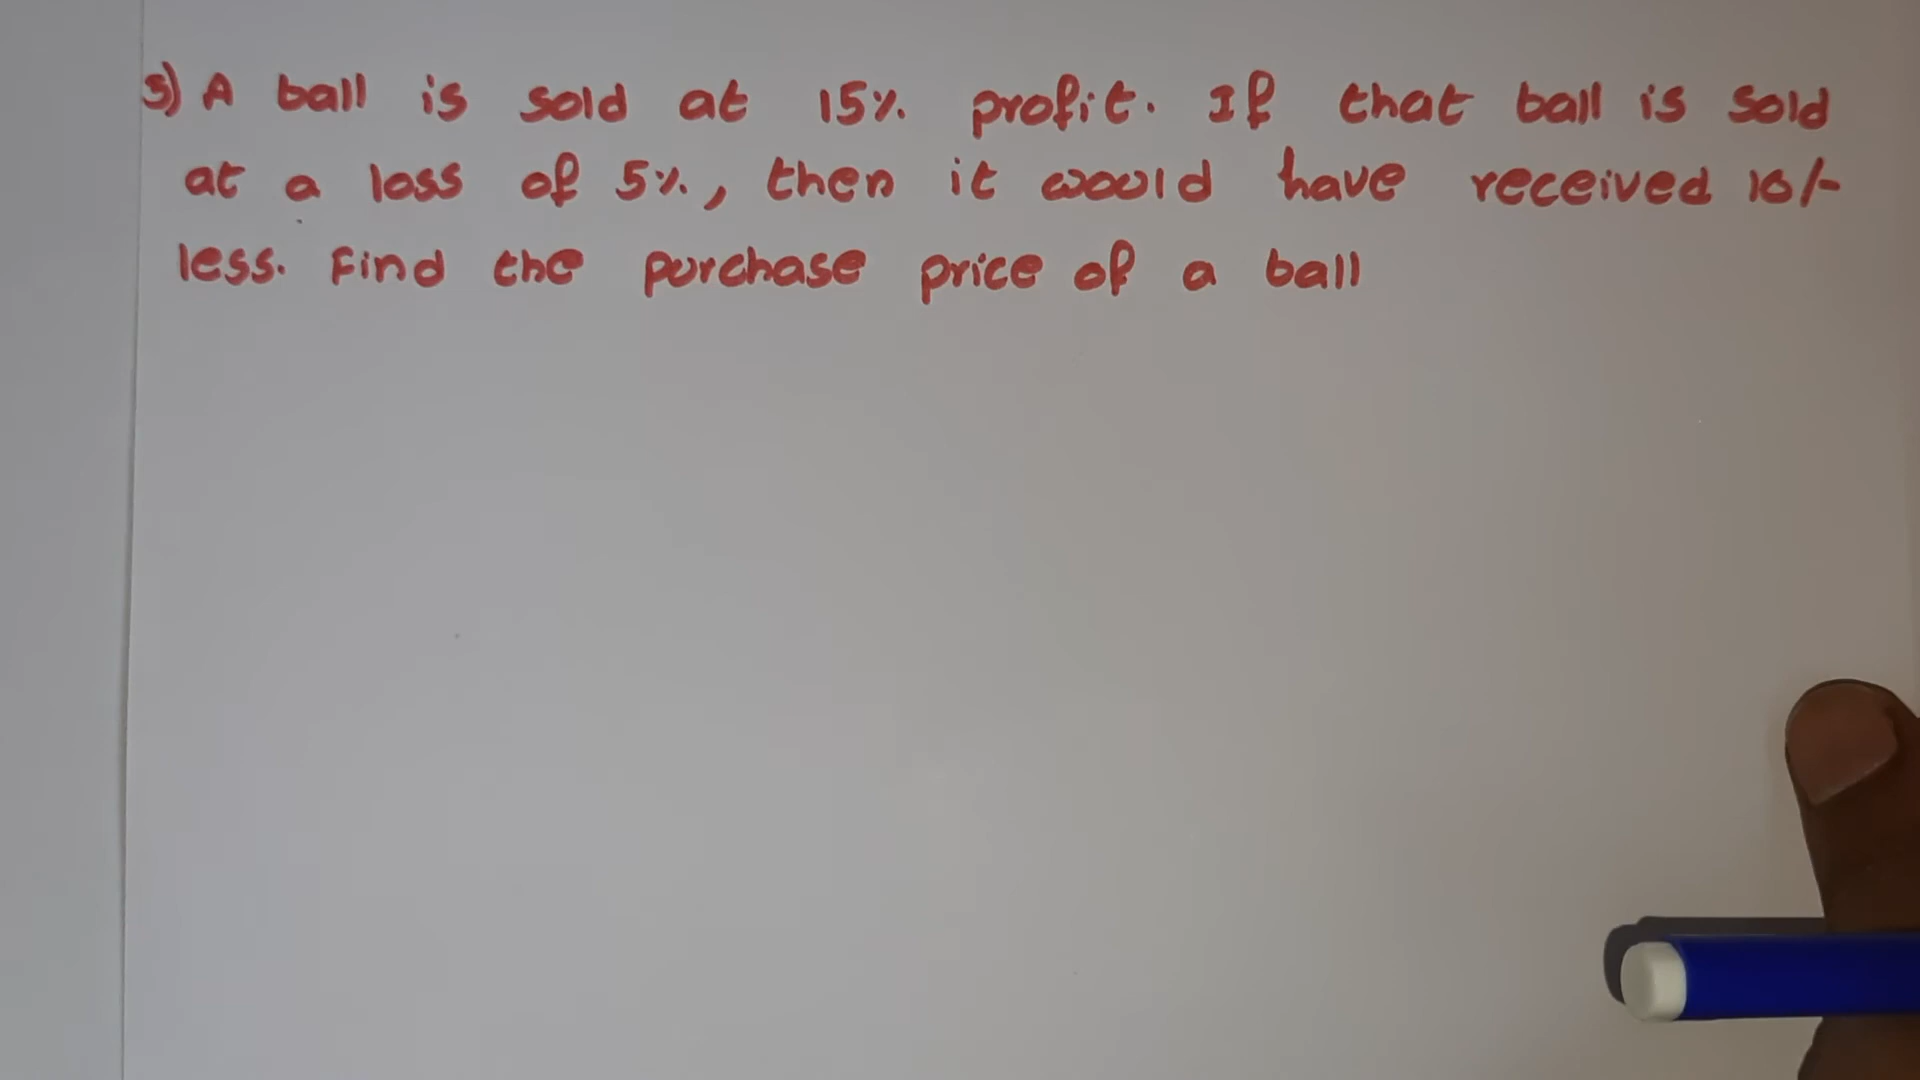 5) A ball is sold at 15%. profit. If that ball is sold
at a loss of 5%., then it would have received 10/-
less. Find the purchase price of a ball